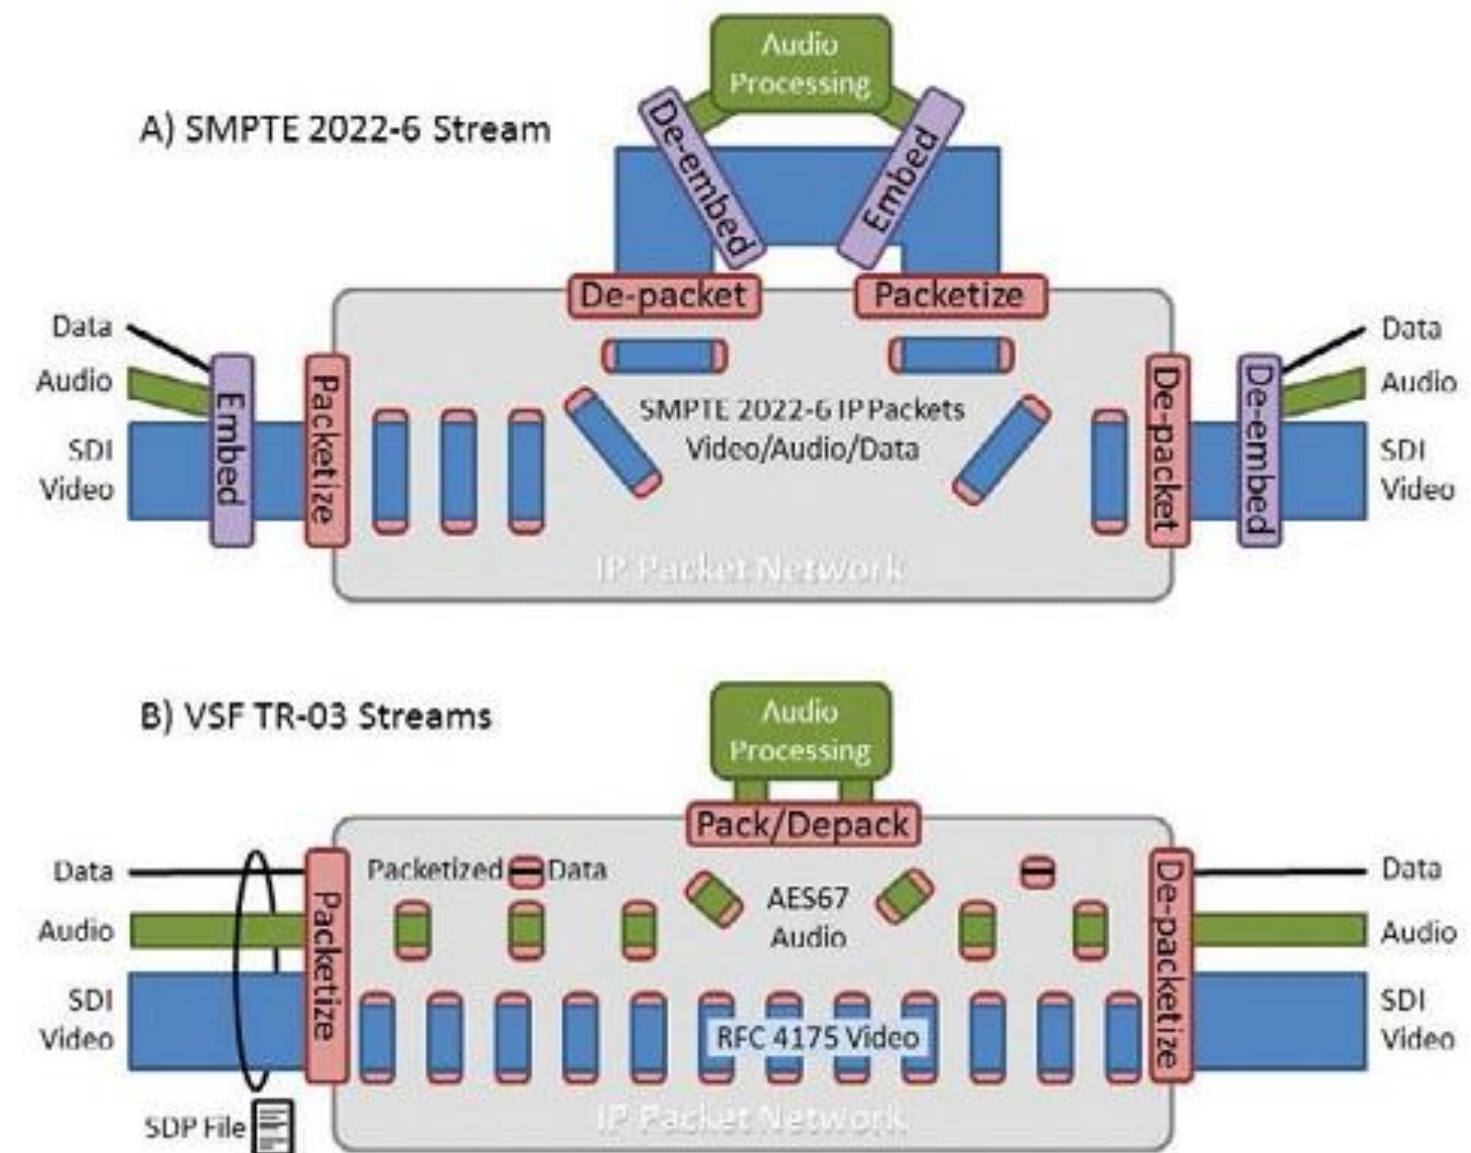 Audio
Processing
A) SMPTE 2022-6 Stream
De-embed
Embed
De-packet
Packetize
Data
Audio
SDI
Video
Embed
Packetize
SMPTE 2022-6 IP Packets
Video/Audio/Data
De-packet
De-embed
Data
Audio
SDI
Video
IP Packet Network
Audio
Processing
B) VSF TR-03 Streams
Pack/Depack
Data
Audio
SDI
Video
Packetize
Packetized Data
AES67
Audio
RFC 4175 Video
De-packetize
Data
Audio
SDI
Video
SDP File
IP Packet Network